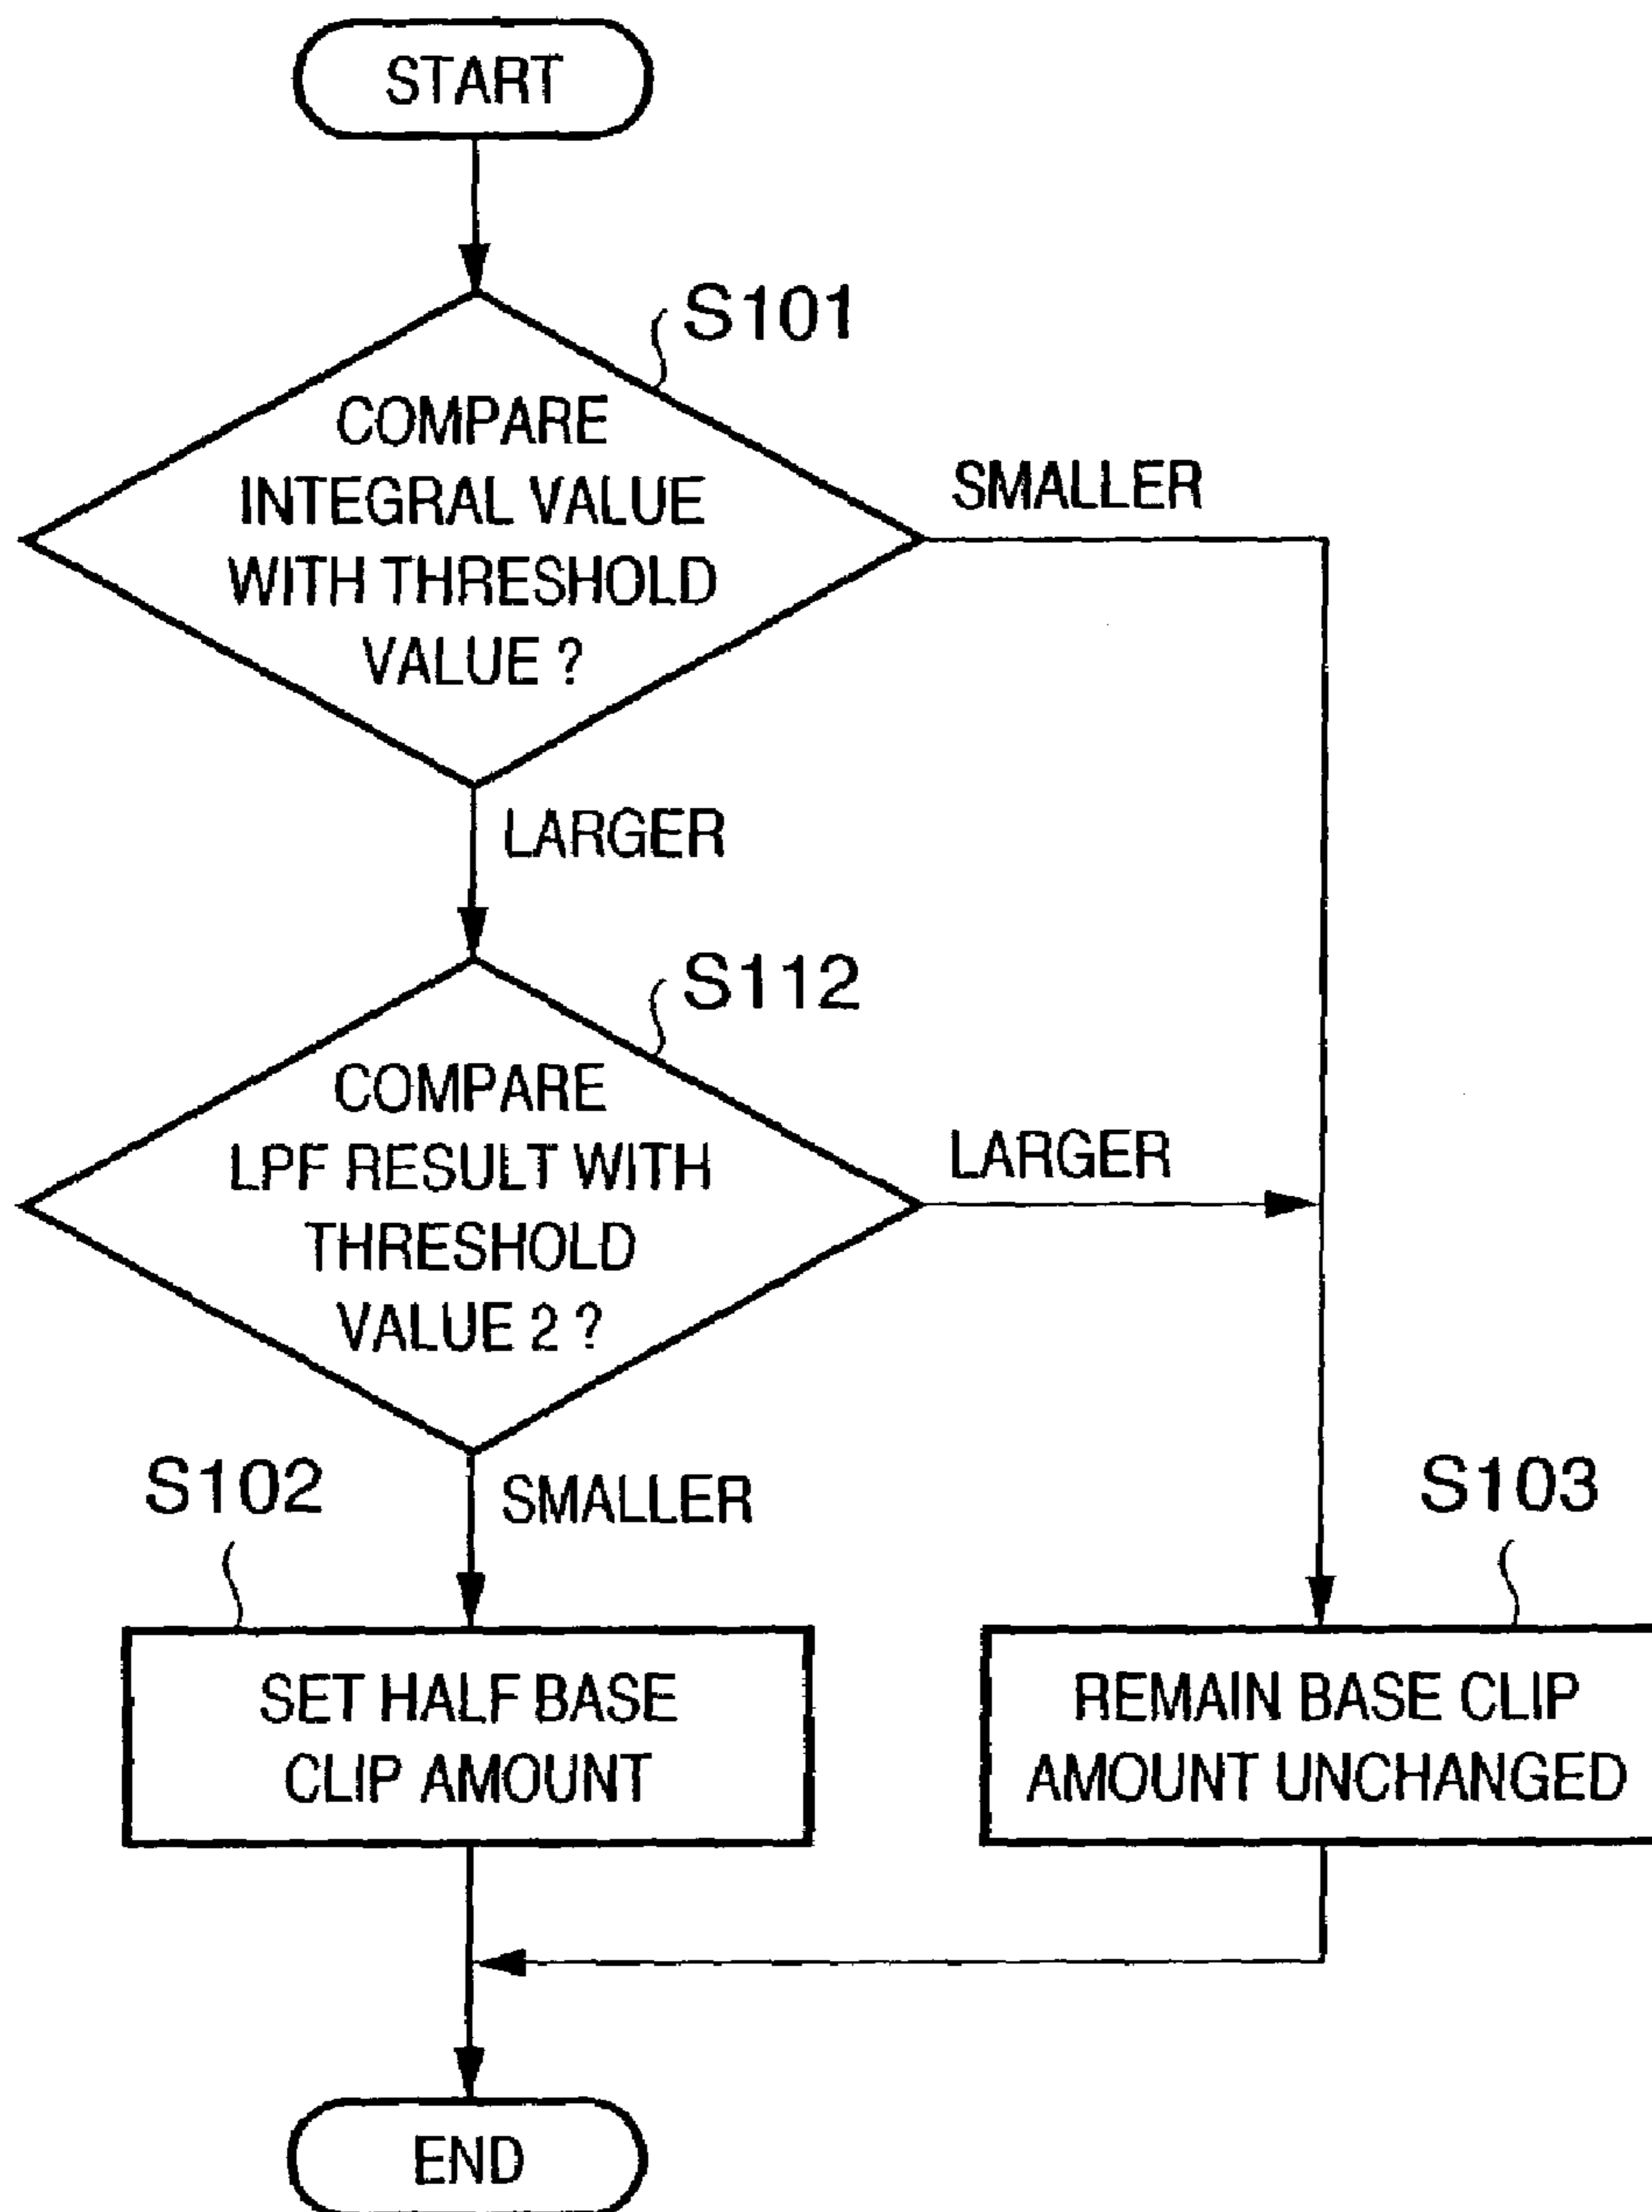 START
S101
COMPARE
INTEGRAL VALUE
WITH THRESHOLD
VALUE ?
SMALLER
LARGER
S112
COMPARE
LPF RESULT WITH
THRESHOLD
VALUE 2 ?
LARGER
SMALLER
S102
SET HALF BASE
CLIP AMOUNT
S103
REMAIN BASE CLIP
AMOUNT UNCHANGED
END